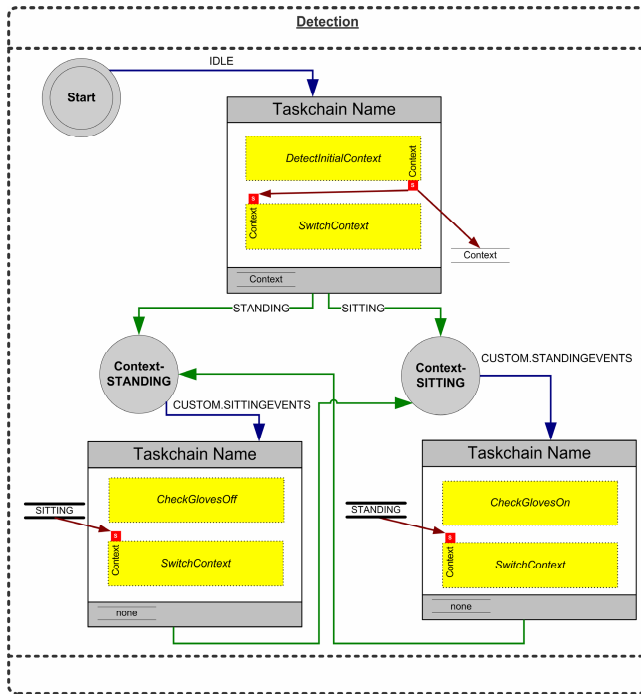 Detection
IDLE
Start
Taskchain Name
DetectInitialContext
Context
s
s
Context
SwitchContext
Context
Context
STANDING
SITTING
Context-
STANDING
Context-
SITTING
CUSTOM.STANDINGEVENTS
CUSTOM.SITTINGEVENTS
Taskchain Name
CheckGlovesOff
SITTING
s
Context
SwitchContext
none
Taskchain Name
CheckGlovesOn
STANDING
s
Context
SwitchContext
none